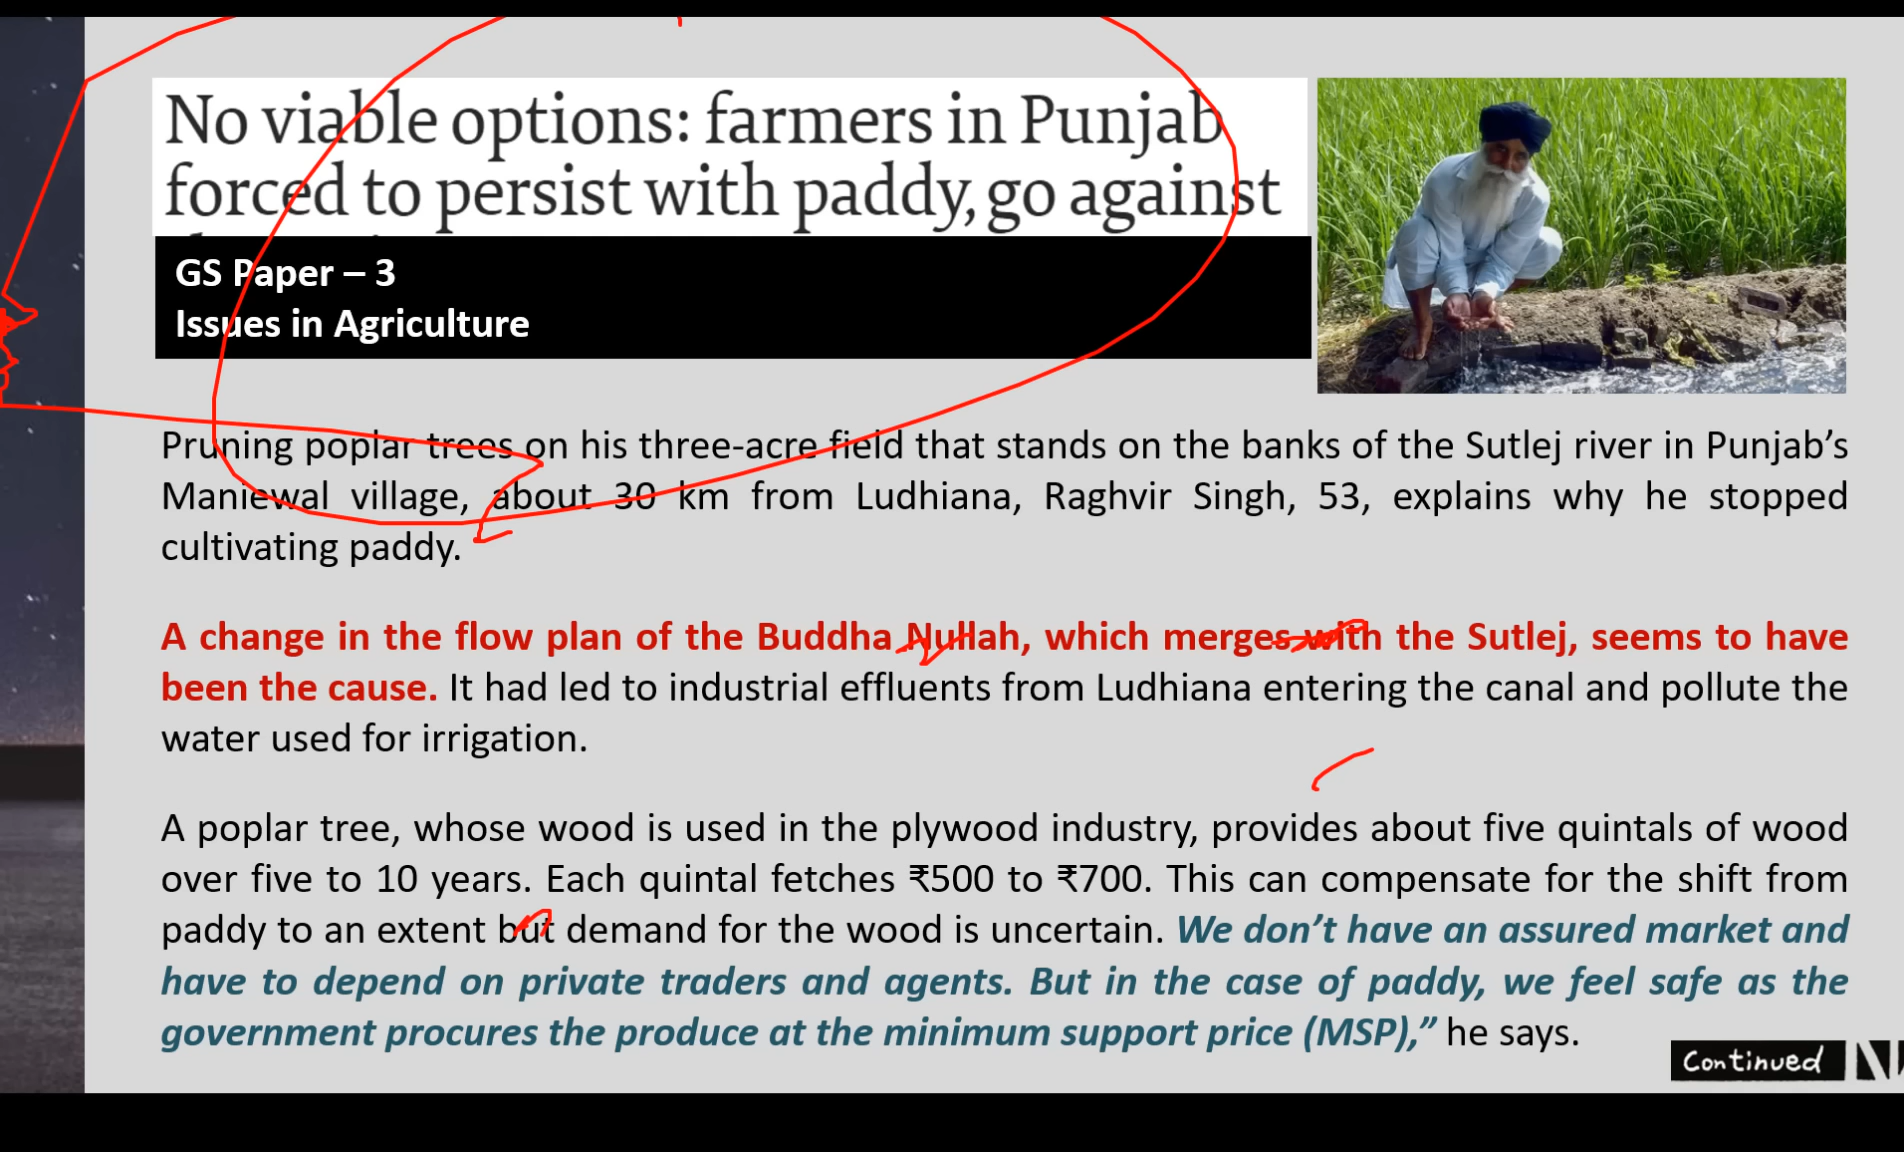 No viable options: farmers in Punjab
forced to persist with paddy, go against
GS Paper – 3
Issues in Agriculture
Pruning poplar trees on his three-acre field that stands on the banks of the Sutlej river in Punjab’s
Maniewal village, about 30 km from Ludhiana, Raghvir Singh, 53, explains why he stopped
cultivating paddy.
A change in the flow plan of the Buddha Nullah, which merges with the Sutlej, seems to have
been the cause. It had led to industrial effluents from Ludhiana entering the canal and pollute the
water used for irrigation.
A poplar tree, whose wood is used in the plywood industry, provides about five quintals of wood
over five to 10 years. Each quintal fetches ₹500 to ₹700. This can compensate for the shift from
paddy to an extent but demand for the wood is uncertain. We don’t have an assured market and
have to depend on private traders and agents. But in the case of paddy, we feel safe as the
government procures the produce at the minimum support price (MSP),” he says.
Continued